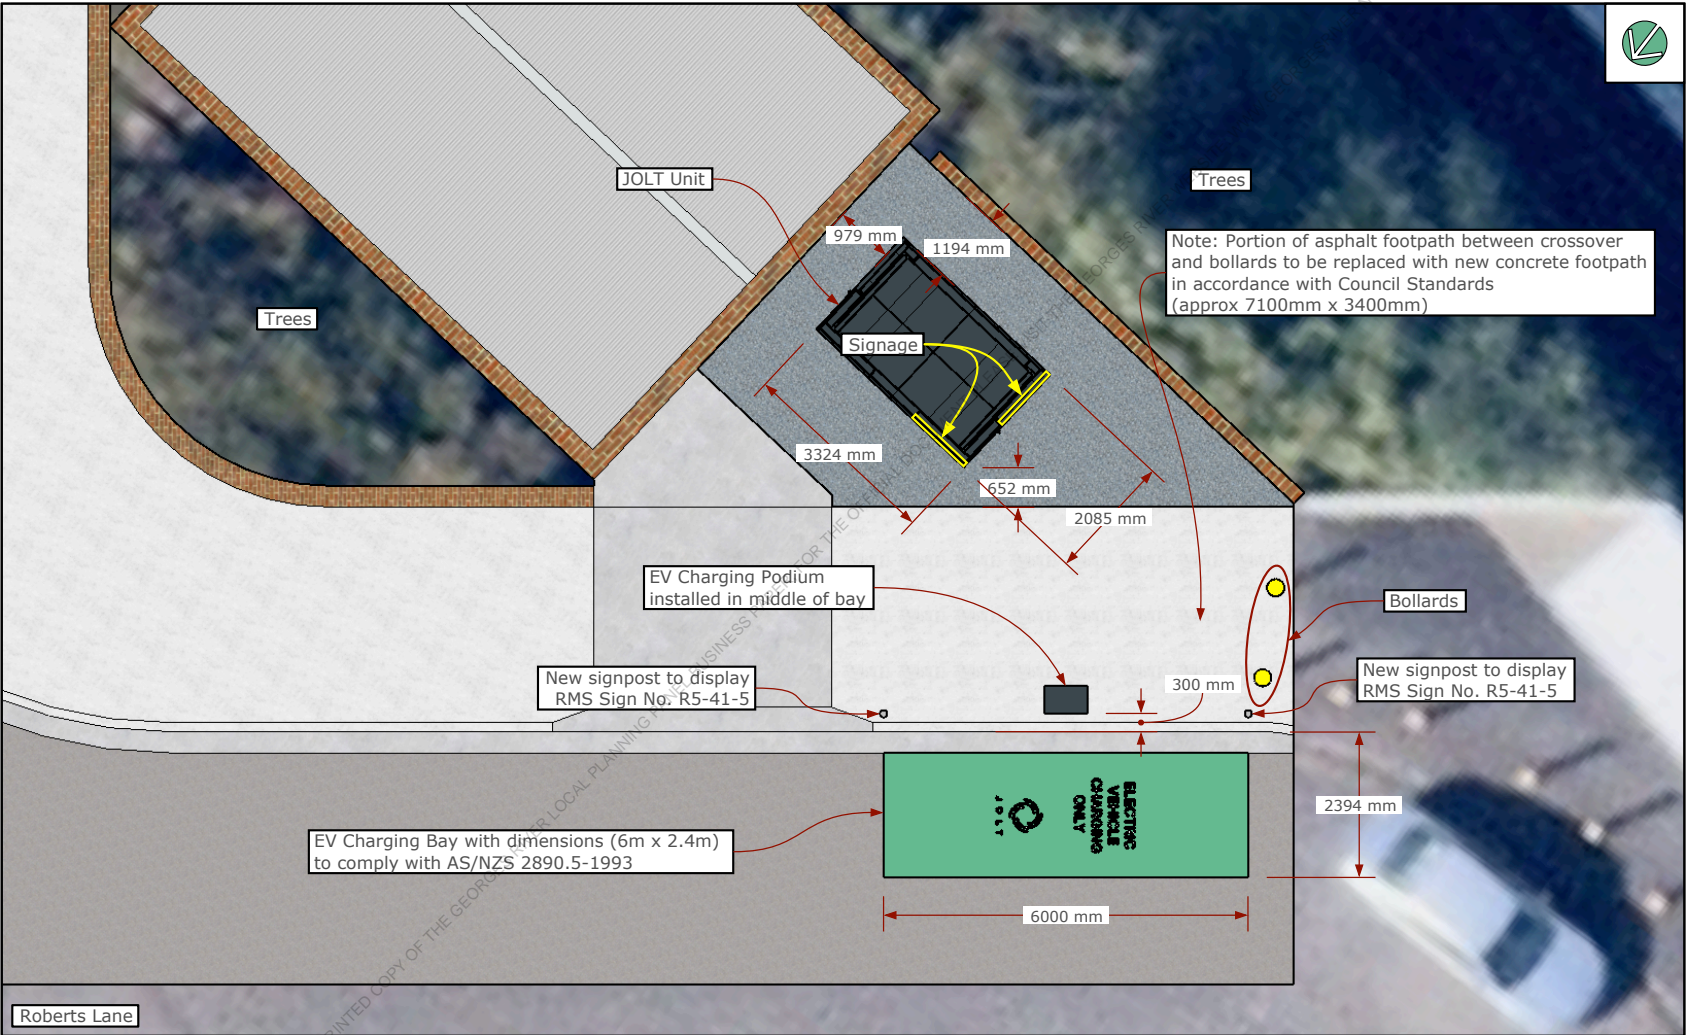 JOLT Unit
Trees
979 mm
1194 mm
Note: Portion of asphalt footpath between crossover
and bollards to be replaced with new concrete footpath
in accordance with Council Standards
(approx 7100mm x 3400mm)
Trees
Signage
3324 mm
652 mm
2085 mm
EV Charging Podium
installed in middle of bay
Bollards
New signpost to display
RMS Sign No. R5-41-5
300 mm
New signpost to display
RMS Sign No. R5-41-5
ELECTRIC
VEHICLE
CHARGING
ONLY
JOLT
2394 mm
EV Charging Bay with dimensions (6m x 2.4m)
to comply with AS/NZS 2890.5-1993
6000 mm
Roberts Lane